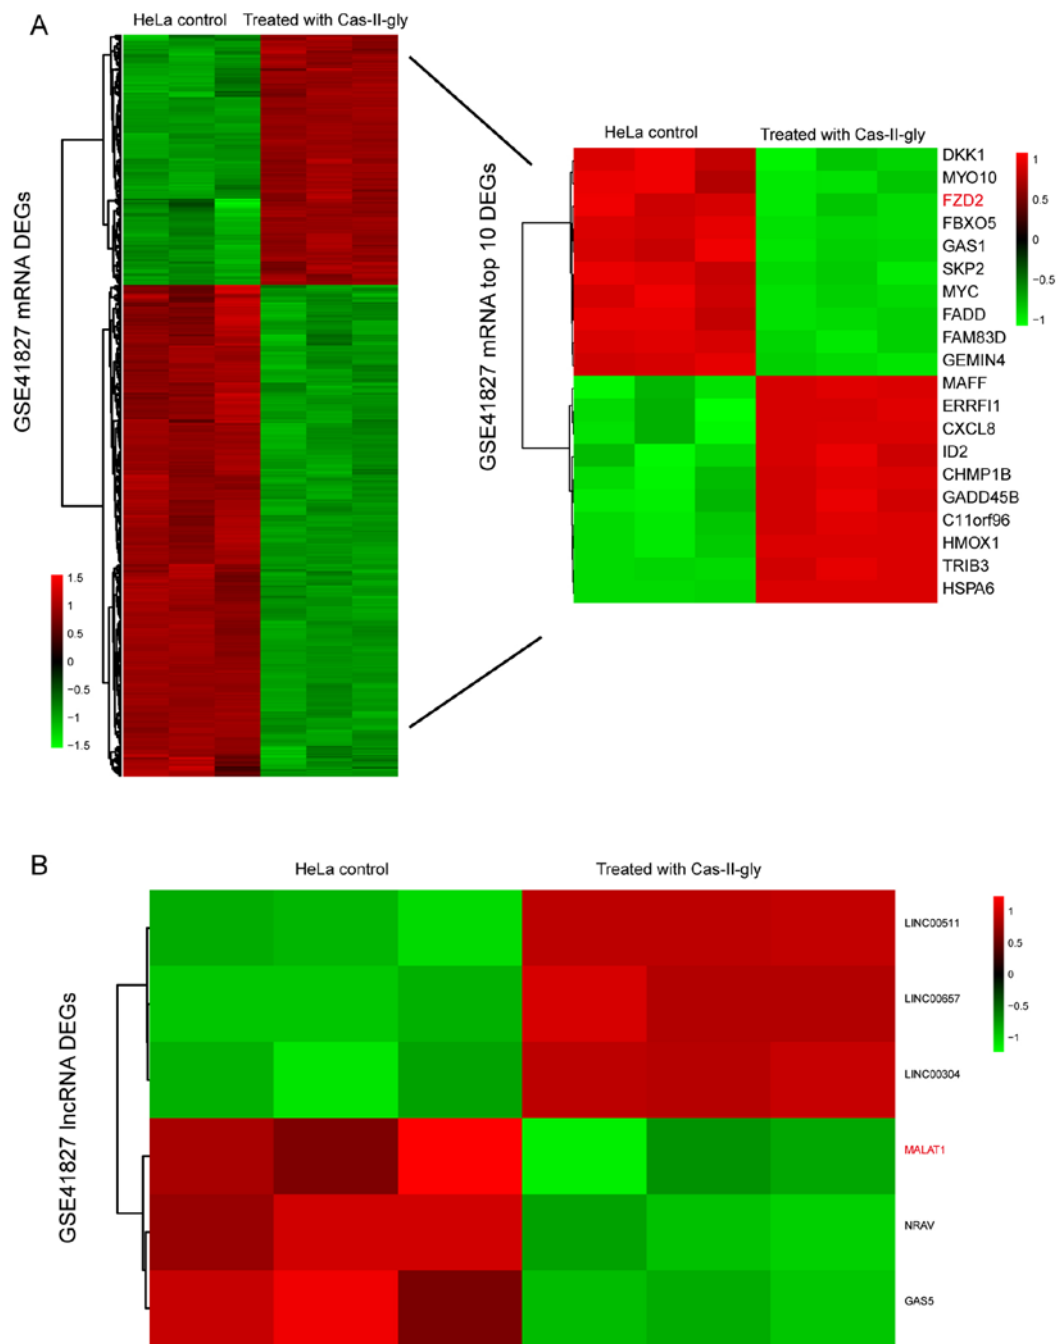 A
HeLa control
Treated with Cas-II-gly
GSE41827 mRNA DEGs
1.5
1
0.5
0
−0.5
−1
−1.5
HeLa control
Treated with Cas-II-gly
GSE41827 mRNA top 10 DEGs
DKK1
MYO10
FZD2
FBXO5
GAS1
SKP2
MYC
FADD
FAM83D
GEMIN4
MAFF
ERRFI1
CXCL8
ID2
CHMP1B
GADD45B
C11orf96
HMOX1
TRIB3
HSPA6
1
0.5
0
−0.5
−1
B
HeLa control
Treated with Cas-II-gly
GSE41827 lncRNA DEGs
LINC00511
LINC00657
LINC00304
MALAT1
NRAV
GAS5
1
0.5
0
−0.5
−1